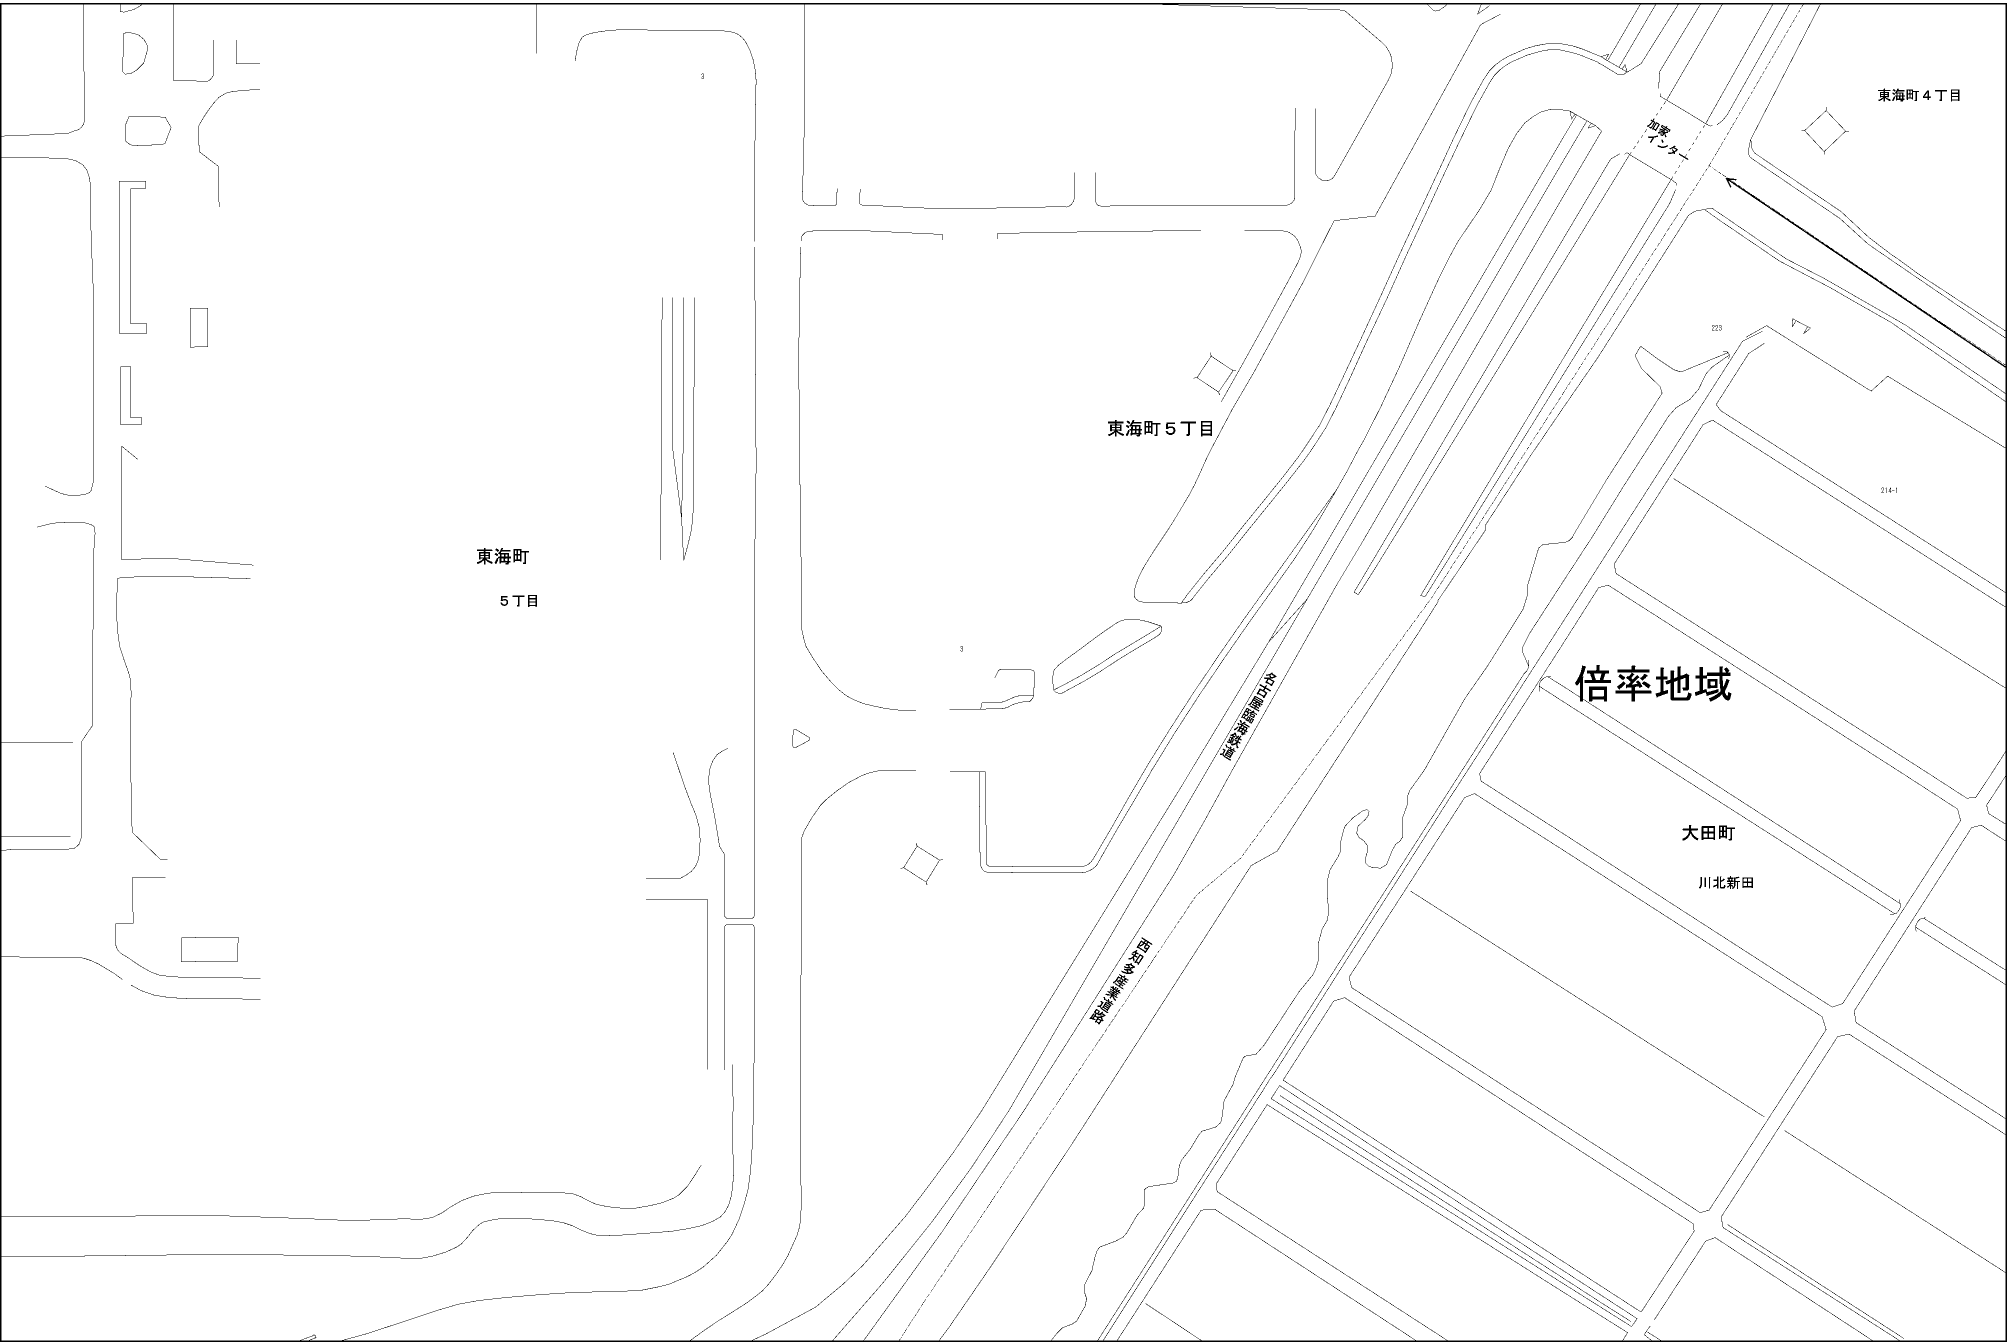 3
東海町４丁目
加家
インター
223
東海町５丁目
214-1
東海町
５丁目
3
倍率地域
名古屋臨海鉄道
大田町
川北新田
西知多産業道路